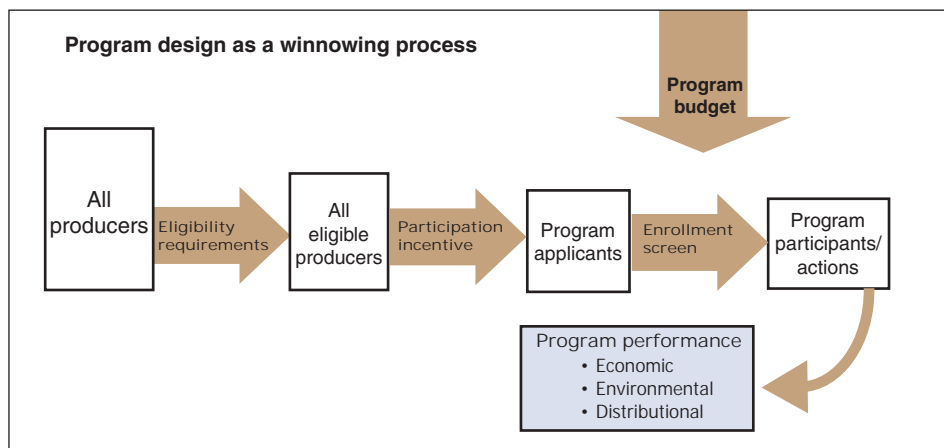 Program design as a winnowing process
Program
budget
All
producers
Eligibility
requirements
All
eligible
producers
Participation
incentive
Program
applicants
Enrollment
screen
Program
participants/
actions
Program performance
• Economic
• Environmental
• Distributional